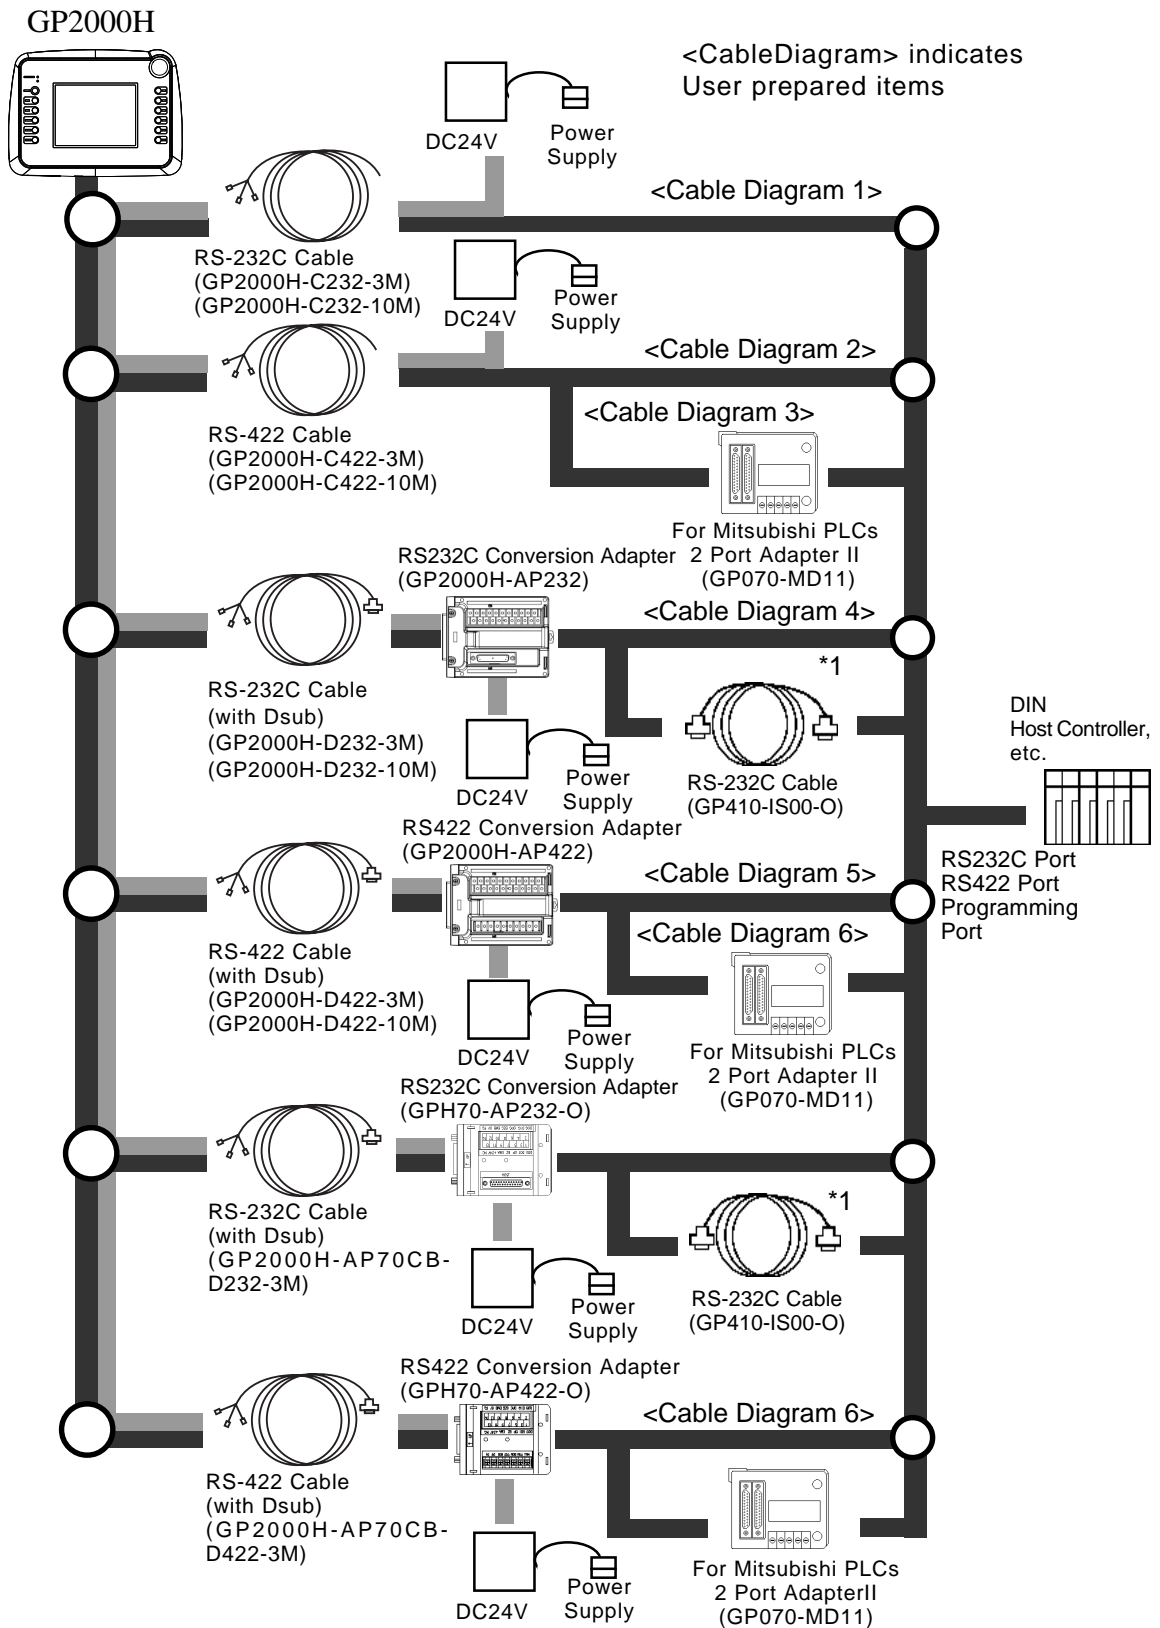 GP2000H
<CableDiagram> indicates
User prepared items
DC24V
Power
Supply
<Cable Diagram 1>
RS-232C Cable
(GP2000H-C232-3M)
(GP2000H-C232-10M)
DC24V
Power
Supply
<Cable Diagram 2>
<Cable Diagram 3>
RS-422 Cable
(GP2000H-C422-3M)
(GP2000H-C422-10M)
For Mitsubishi PLCs
2 Port Adapter II
(GP070-MD11)
RS232C Conversion Adapter
(GP2000H-AP232)
<Cable Diagram 4>
*1
RS-232C Cable
(with Dsub)
(GP2000H-D232-3M)
(GP2000H-D232-10M)
DC24V
Power
Supply
RS-232C Cable
(GP410-IS00-O)
DIN
Host Controller,
etc.
RS232C Port
RS422 Port
Programming
Port
RS422 Conversion Adapter
(GP2000H-AP422)
<Cable Diagram 5>
<Cable Diagram 6>
RS-422 Cable
(with Dsub)
(GP2000H-D422-3M)
(GP2000H-D422-10M)
DC24V
Power
Supply
For Mitsubishi PLCs
2 Port Adapter II
(GP070-MD11)
RS232C Conversion Adapter
(GPH70-AP232-O)
*1
RS-232C Cable
(with Dsub)
(GP2000H-AP70CB-
D232-3M)
DC24V
Power
Supply
RS-232C Cable
(GP410-IS00-O)
RS422 Conversion Adapter
(GPH70-AP422-O)
<Cable Diagram 6>
RS-422 Cable
(with Dsub)
(GP2000H-AP70CB-
D422-3M)
DC24V
Power
Supply
For Mitsubishi PLCs
2 Port AdapterII
(GP070-MD11)